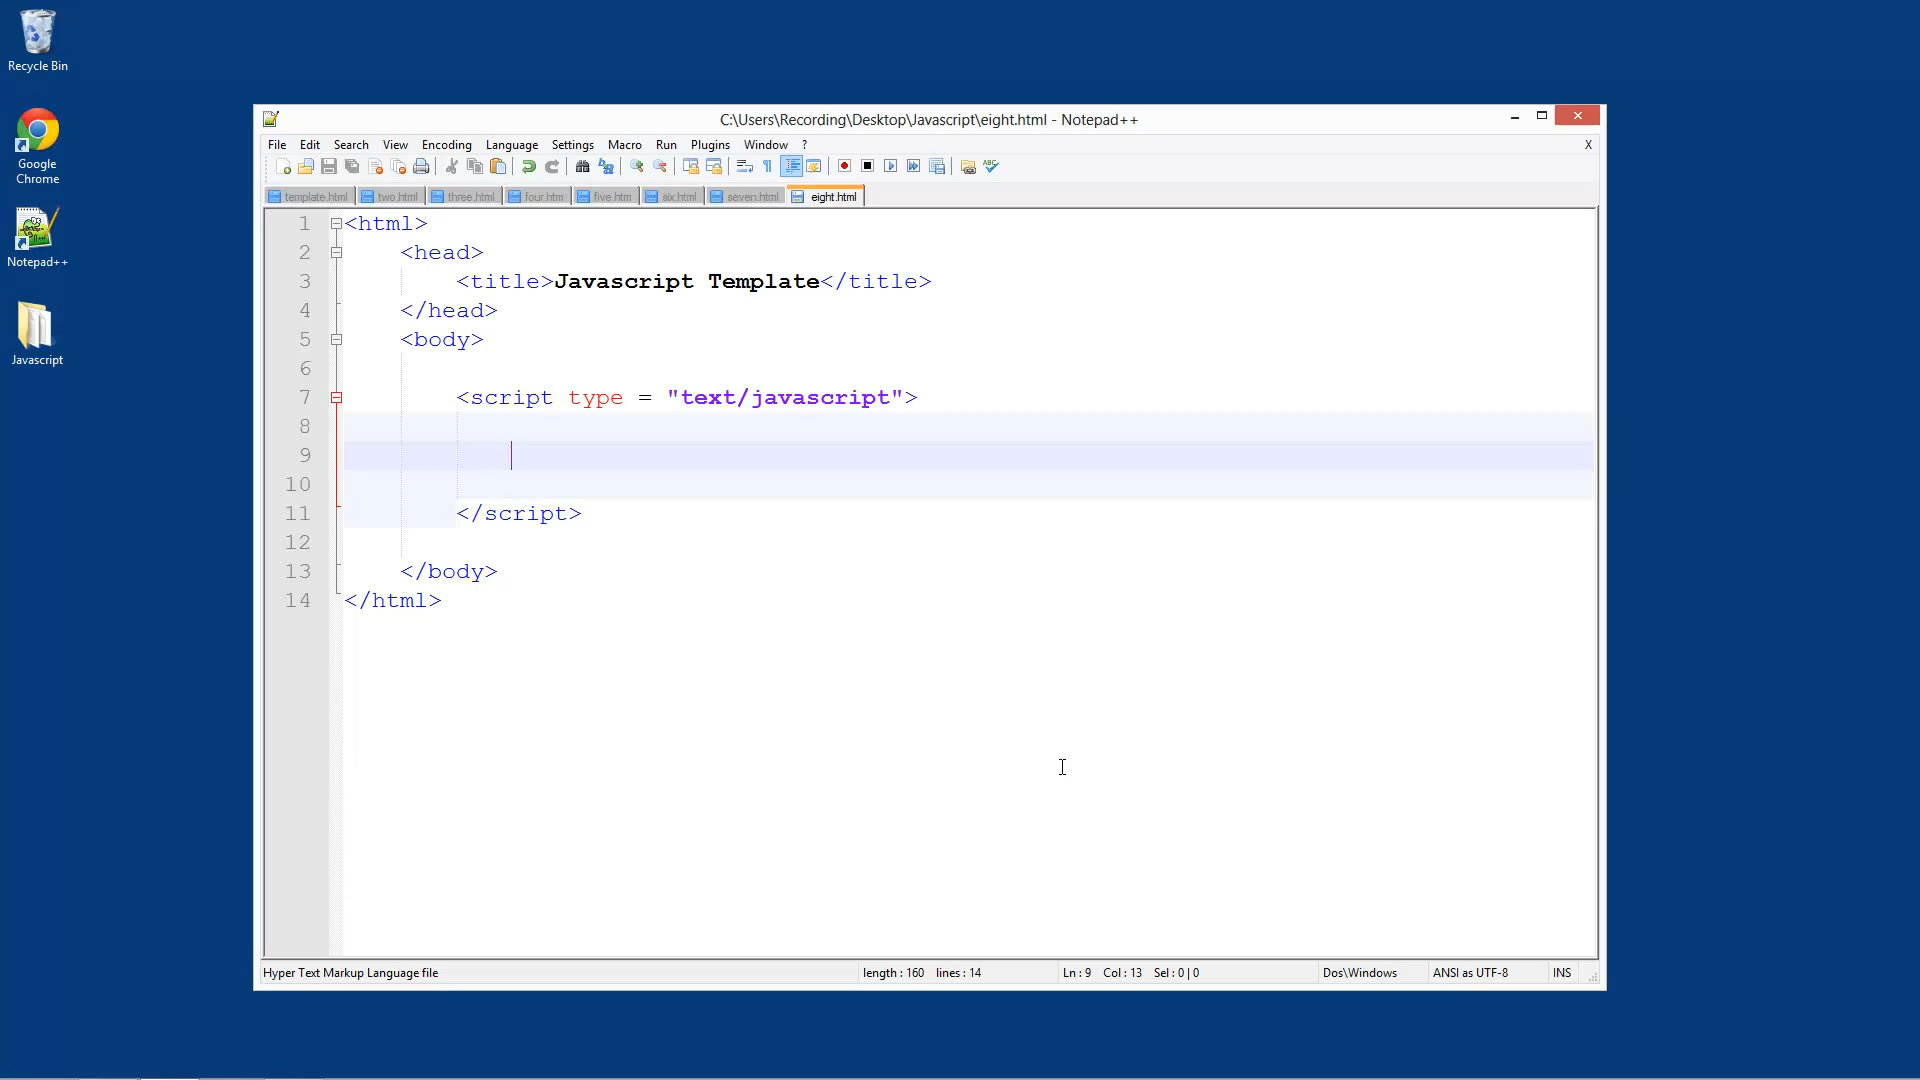 Recycle Bin
Google
Chrome
Notepad++
Javascript
C:\Users\Recording\Desktop\Javascript\eight.html - Notepad++
File Edit Search View Encoding Language Settings Macro Run Plugins Window ? X
template.html two.html three.html four.htm five.htm six.html seven.html eight.html
1 <html>
2 <head>
3 <title>Javascript Template</title>
4 </head>
5 <body>
6
7 <script type = "text/javascript">
8
9
10
11 </script>
12
13 </body>
14 </html>
Hyper Text Markup Language file length : 160 lines : 14 Ln : 9 Col : 13 Sel : 0 | 0 Dos\Windows ANSI as UTF-8 INS